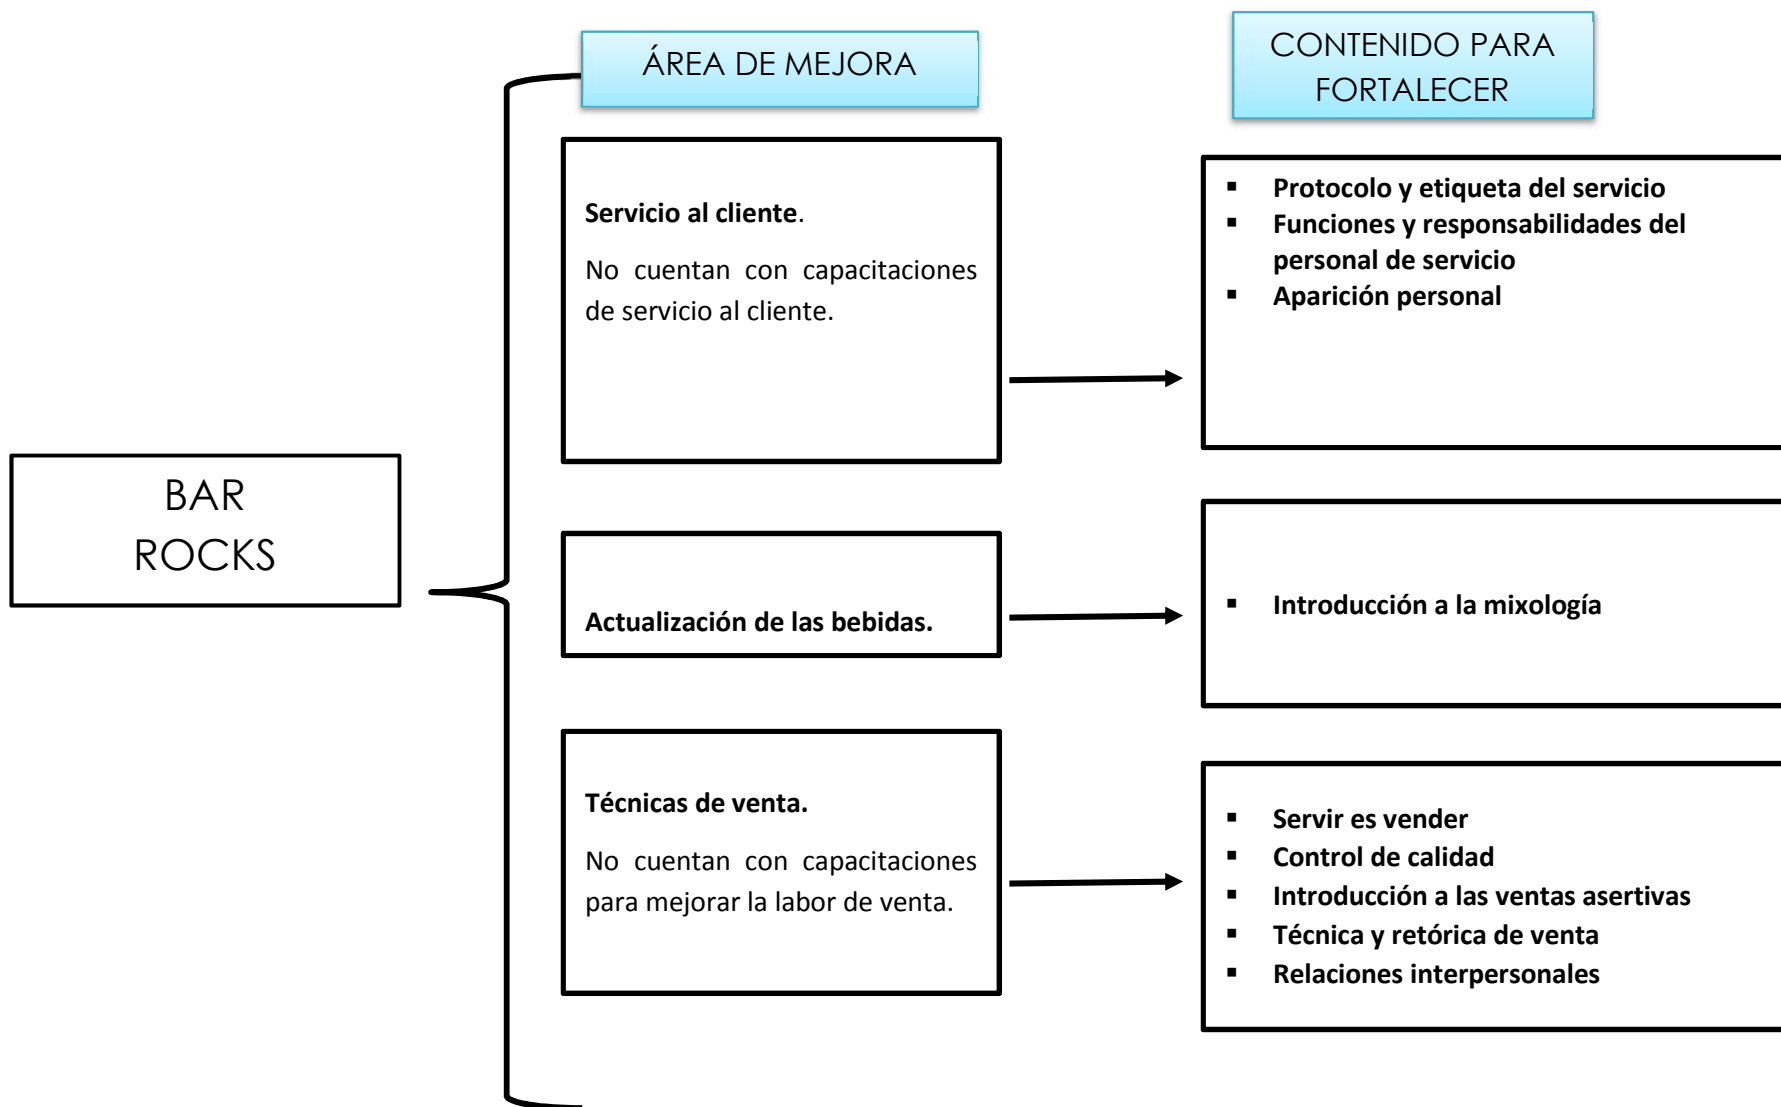 ÁREA DE MEJORA
CONTENIDO PARA
FORTALECER
Servicio al cliente.
No cuentan con capacitaciones
de servicio al cliente.
▪ Protocolo y etiqueta del servicio
▪ Funciones y responsabilidades del
personal de servicio
▪ Aparición personal
BAR
ROCKS
Actualización de las bebidas.
▪ Introducción a la mixología
Técnicas de venta.
No cuentan con capacitaciones
para mejorar la labor de venta.
▪ Servir es vender
▪ Control de calidad
▪ Introducción a las ventas asertivas
▪ Técnica y retórica de venta
▪ Relaciones interpersonales